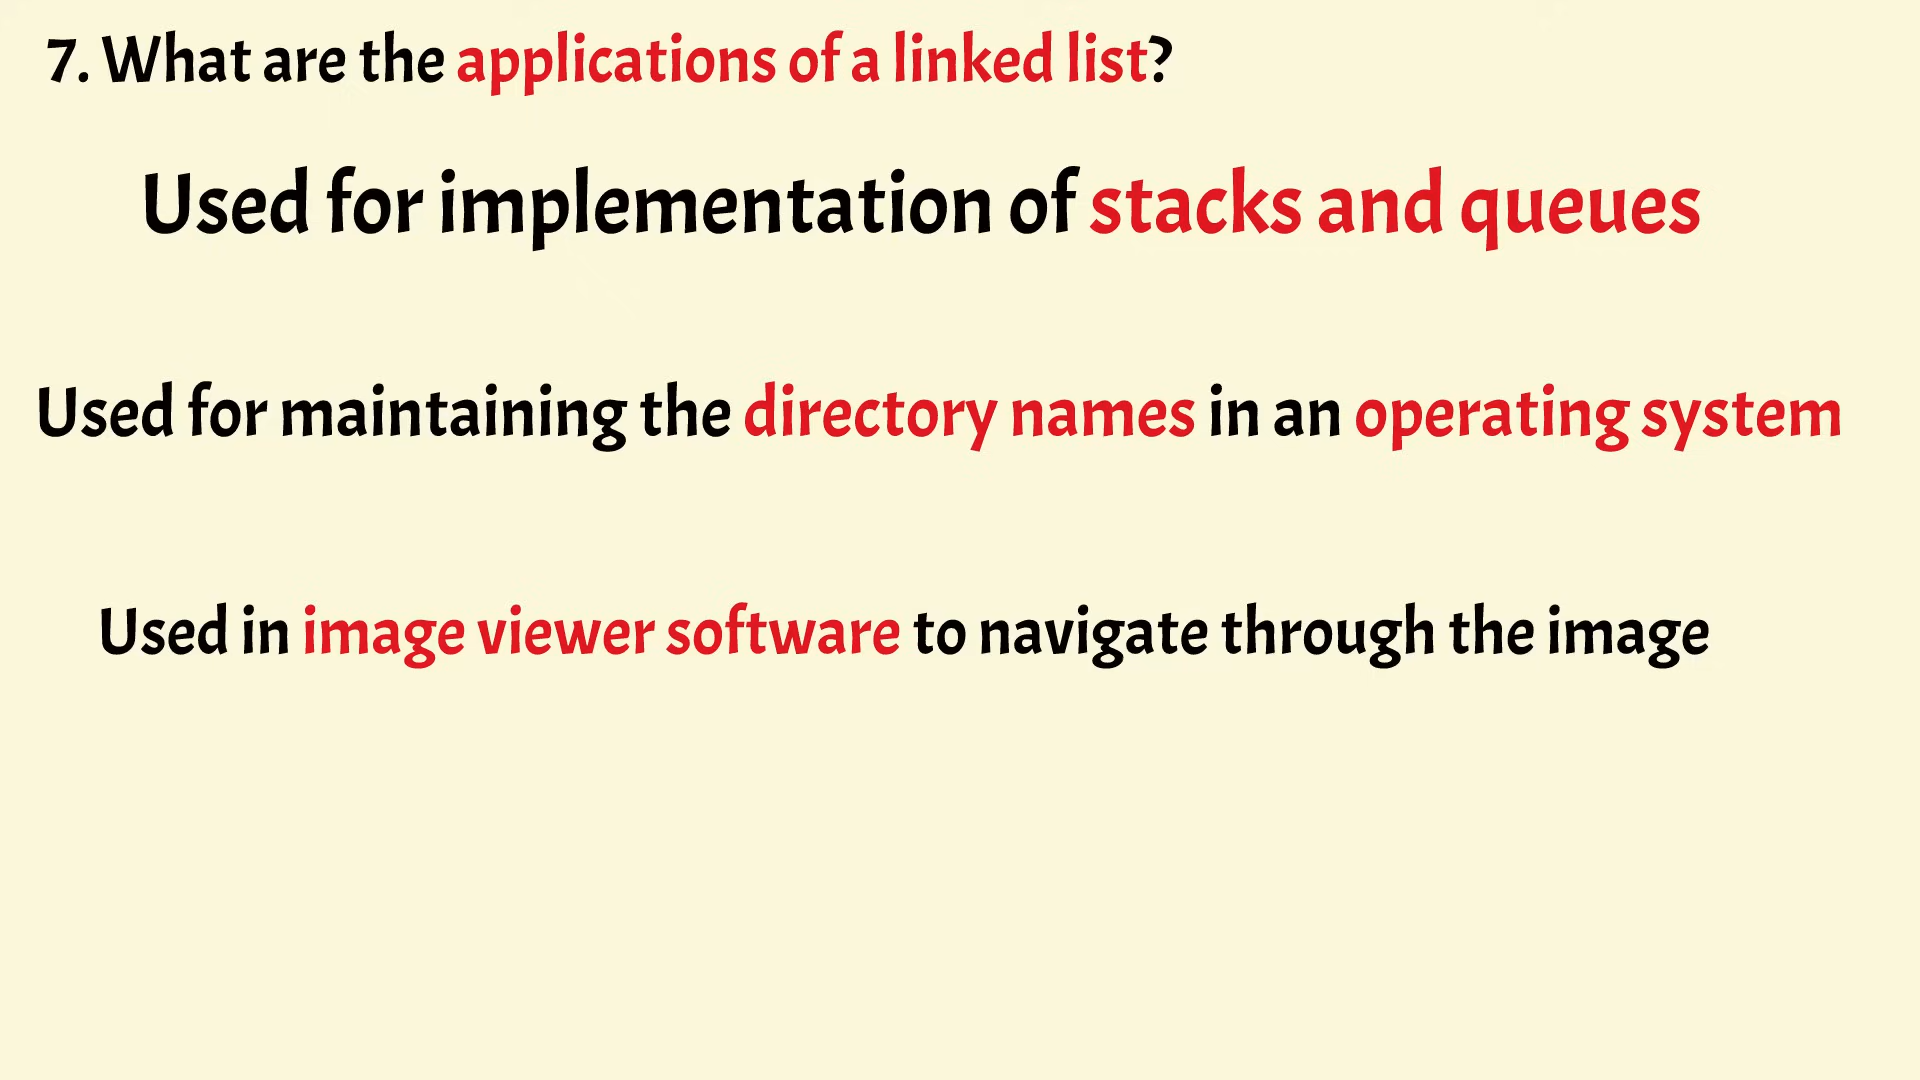 7. What are the applications of a linked list?
Used for implementation of stacks and queues
Used for maintaining the directory names in an operating system
Used in image viewer software to navigate through the image